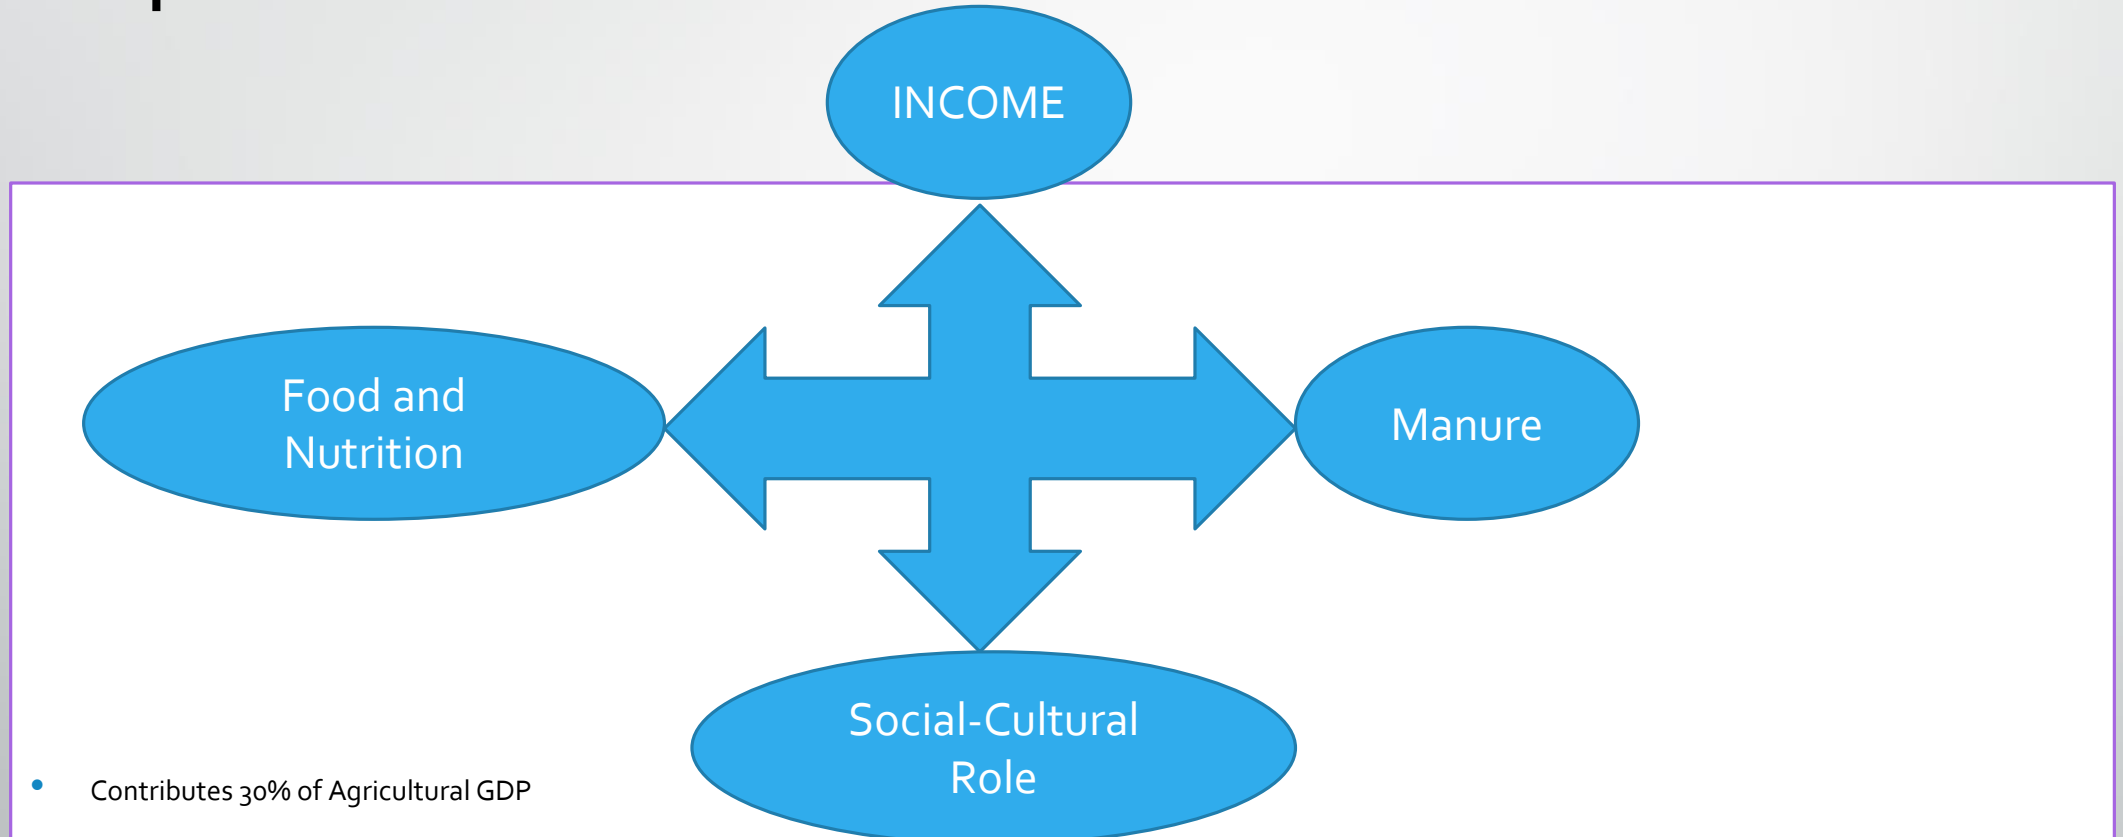 INCOME
Food and
Nutrition
Manure
Social-Cultural
Role
Contributes 30% of Agricultural GDP